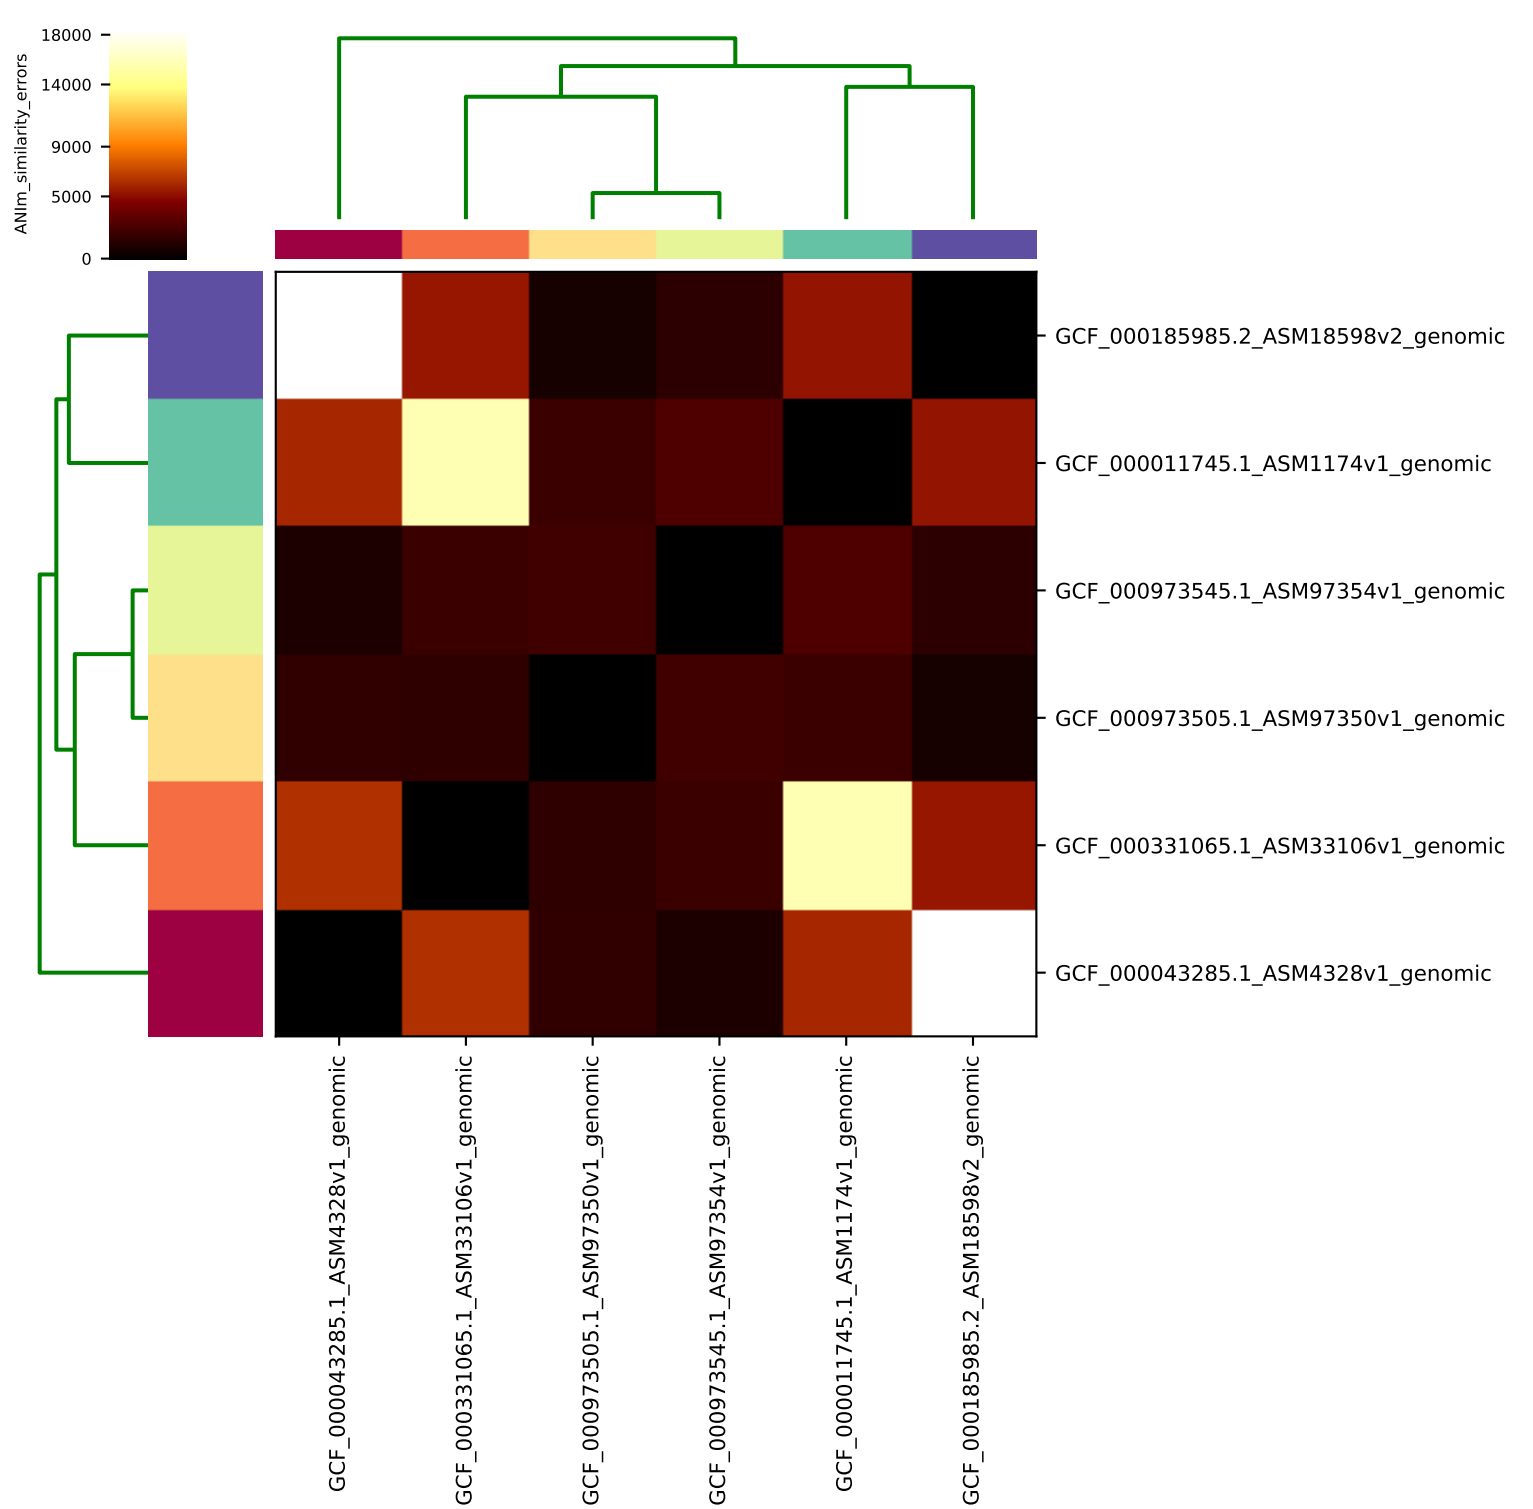 ANIm_similarity_errors
18000
14000
9000
5000
0
GCF_000185985.2_ASM18598v2_genomic
GCF_000011745.1_ASM1174v1_genomic
GCF_000973545.1_ASM97354v1_genomic
GCF_000973505.1_ASM97350v1_genomic
GCF_000331065.1_ASM33106v1_genomic
GCF_000043285.1_ASM4328v1_genomic
GCF_000043285.1_ASM4328v1_genomic
GCF_000331065.1_ASM33106v1_genomic
GCF_000973505.1_ASM97350v1_genomic
GCF_000973545.1_ASM97354v1_genomic
GCF_000011745.1_ASM1174v1_genomic
GCF_000185985.2_ASM18598v2_genomic